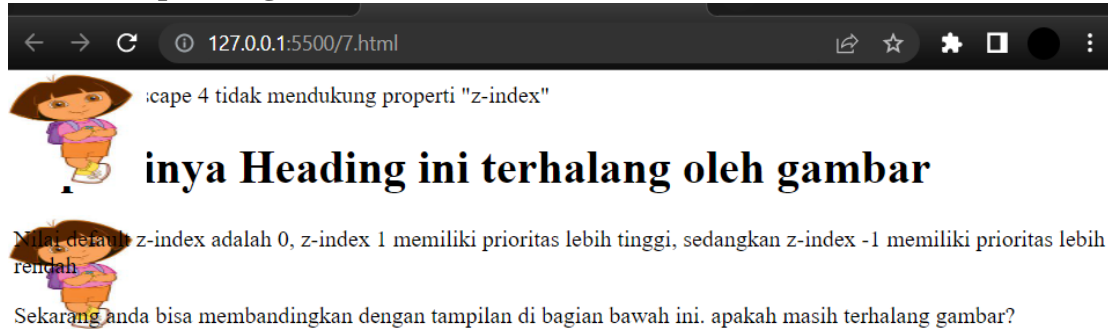 127.0.0.1:5500/7.html
scape 4 tidak mendukung properti "z-index"
inya Heading ini terhalang oleh gambar
Nilai default z-index adalah 0, z-index 1 memiliki prioritas lebih tinggi, sedangkan z-index -1 memiliki prioritas lebih
rendah
Sekarang anda bisa membandingkan dengan tampilan di bagian bawah ini. apakah masih terhalang gambar?